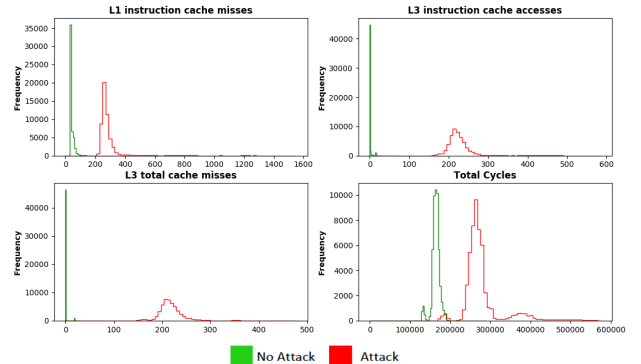 L1 instruction cache misses
Frequency
35000
30000
25000
20000
15000
10000
5000
0
0 200 400 600 800 1000 1200 1400 1600
L3 instruction cache accesses
Frequency
40000
30000
20000
10000
0
0 100 200 300 400 500 600
L3 total cache misses
Frequency
40000
30000
20000
10000
0
0 100 200 300 400 500
Total Cycles
Frequency
10000
8000
6000
4000
2000
0
0 100000 200000 300000 400000 500000 600000
No Attack Attack